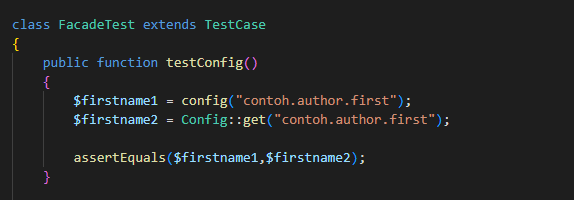 class FacadeTest extends TestCase
{
    public function testConfig()
    {
        $firstname1 = config("contoh.author.first");
        $firstname2 = Config::get("contoh.author.first");

        assertEquals($firstname1,$firstname2);
    }